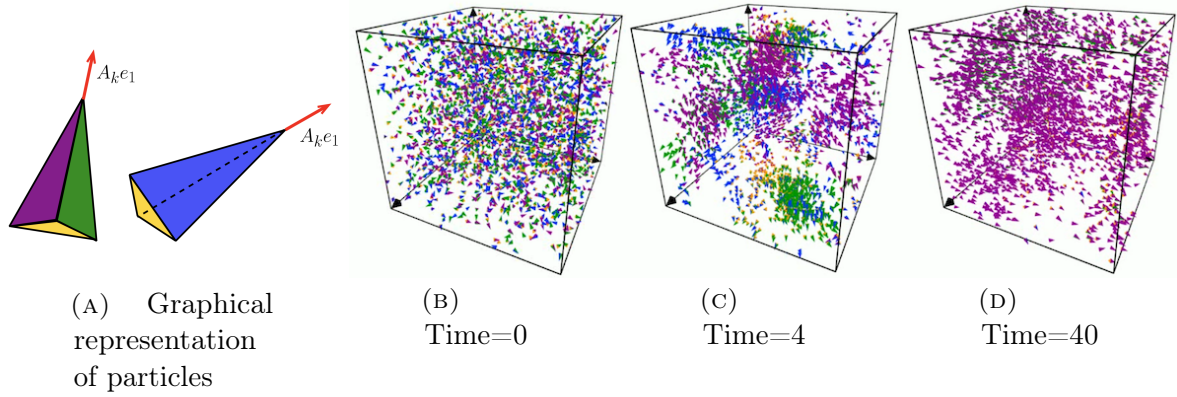 A_k e_1
A_k e_1
(A) Graphical
representation
of particles
(B)
Time=0
(C)
Time=4
(D)
Time=40